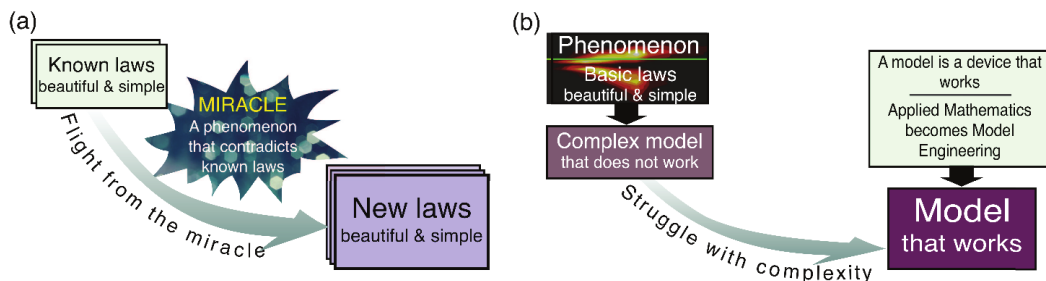 (a)
Known laws
beautiful & simple
MIRACLE
A phenomenon
that contradicts
known laws
Flight from the miracle
New laws
beautiful & simple
(b)
Phenomenon
Basic laws
beautiful & simple
Complex model
that does not work
Struggle with complexity
A model is a device that
works
Applied Mathematics
becomes Model
Engineering
Model
that works